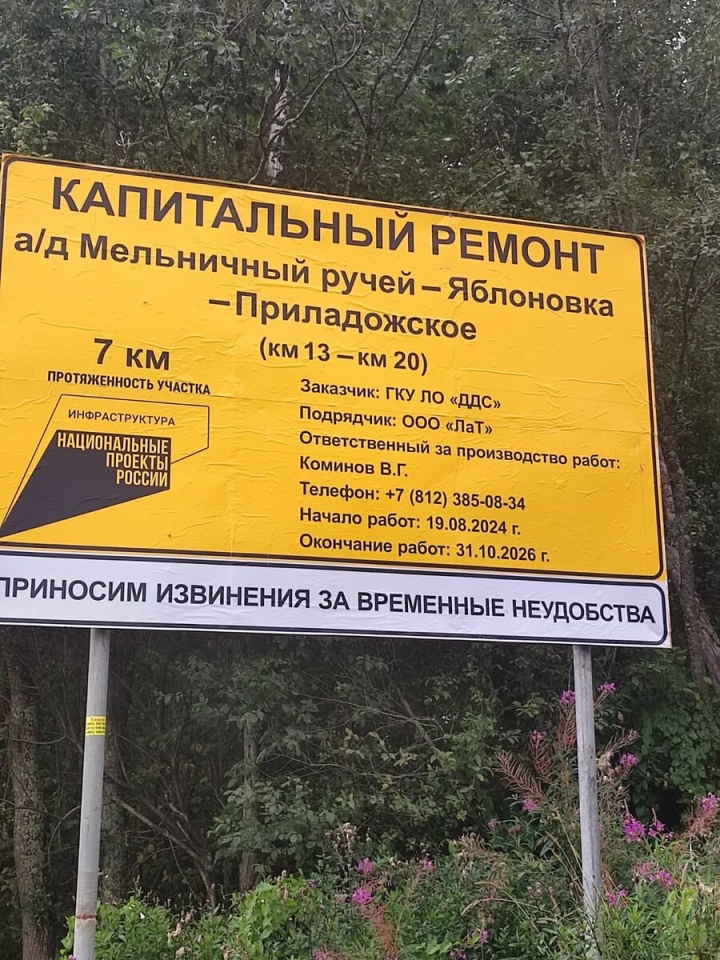 КАПИТАЛЬНЫЙ РЕМОНТ
а/д Мельничный ручей – Яблоновка
–Приладожское
(км 13 – км 20)
7 км
ПРОТЯЖЕННОСТЬ УЧАСТКА
ИНФРАСТРУКТУРА
НАЦИОНАЛЬНЫЕ
ПРОЕКТЫ
РОССИИ
Заказчик: ГКУ ЛО «ДДС»
Подрядчик: ООО «ЛаТ»
Ответственный за производство работ:
Коминов В.Г.
Телефон: +7 (812) 385-08-34
Начало работ: 19.08.2024 г.
Окончание работ: 31.10.2026 г.
ПРИНОСИМ ИЗВИНЕНИЯ ЗА ВРЕМЕННЫЕ НЕУДОБСТВА